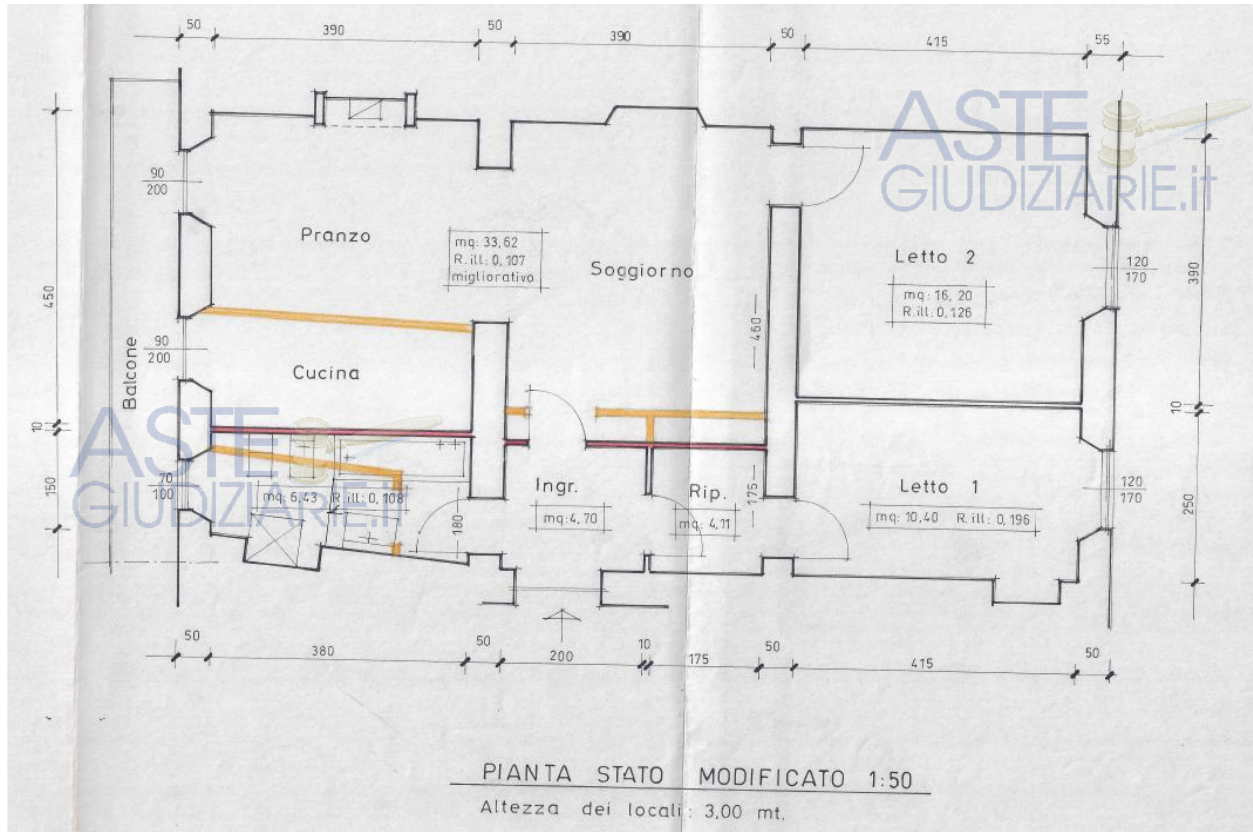 50 390 50 390 50 415 55
ASTE
GIUDIZIARIE.it
90
200
Pranzo
mq: 33,62
R.ill: 0,107
migliorativo
Soggiorno
Letto 2
mq: 16,20
R.ill: 0,126
120
170
390
450
460
90
200
Balcone
Cucina
10
10
ASTE
GIUDIZIARIE.it
150
70
100
mq: 6,43 R.ill: 0,108
180
Ingr.
mq: 4,70
Rip.
mq: 4,11
175
Letto 1
mq: 10,40 R.ill: 0,196
120
170
250
50 380 50 200 10 175 50 415 50
PIANTA STATO MODIFICATO 1:50
Altezza dei locali: 3,00 mt.